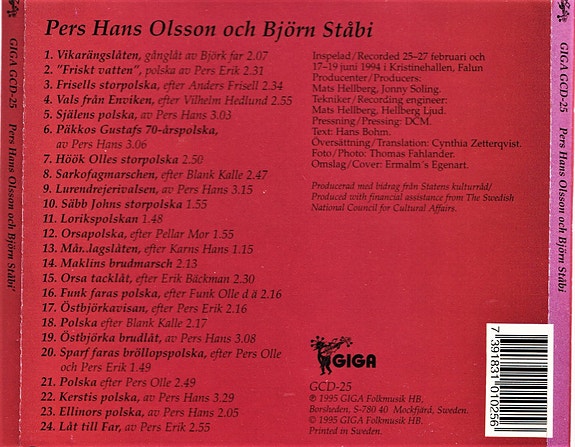 Pers Hans Olsson och Björn Ståbi
1. Vikarängslåten, gånglåt av Björk far 2.07
2. "Friskt vatten", polska av Pers Erik 2.31
3. Frisells storpolska, efter Anders Frisell 2.34
4. Vals från Enviken, efter Vilhelm Hedlund 2.55
5. Själens polska, av Pers Hans 3.03
6. Päkkos Gustafs 70-årspolska,
av Pers Hans 3.06
7. Höök Olles storpolska 2.50
8. Sarkofagmarschen, efter Blank Kalle 2.47
9. Lurendrejerivalsen, av Pers Hans 3.15
10. Säbb Johns storpolska 1.55
11. Lorikspolskan 1.48
12. Orsapolska, efter Pellar Mor 1.55
13. Mår..lagslåten, efter Karns Hans 1.15
14. Maklins brudmarsch 2.13
15. Orsa tacklåt, efter Erik Bäckman 2.30
16. Funk faras polska, efter Funk Olle d ä 2.16
17. Östbjörkavisan, efter Pers Erik 2.16
18. Polska efter Blank Kalle 2.17
19. Östbjörka brudlåt, av Pers Hans 3.08
20. Sparf faras bröllopspolska, efter Pers Olle
och Pers Erik 1.49
21. Polska efter Pers Olle 2.49
22. Kerstis polska, av Pers Hans 3.29
23. Ellinors polska, av Pers Hans 2.05
24. Låt till Far, av Pers Erik 2.55
Inspelad/Recorded 25–27 februari och
17–19 juni 1994 i Kristinehallen, Falun
Producenter/Producers:
Mats Hellberg, Jonny Soling.
Tekniker/Recording engineer:
Mats Hellberg, Hellberg Ljud.
Pressning/Pressing: DCM.
Text: Hans Bohm.
Översättning/Translation: Cynthia Zetterqvist.
Foto/Photo: Thomas Fahlander.
Omslag/Cover: Ermalm's Egenart.
Producerad med bidrag från Statens kulturråd/
Produced with financial assistance from The Swedish
National Council for Cultural Affairs.
GIGA
GCD-25
℗ 1995 GIGA Folkmusik HB,
Borsheden, S-780 40 Mockfjärd, Sweden.
© 1995 GIGA Folkmusik HB.
Printed in Sweden.
7 391831 010256
GIGA GCD-25 Pers Hans Olsson och Björn Ståbi
GIGA GCD-25 Pers Hans Olsson och Björn Ståbi